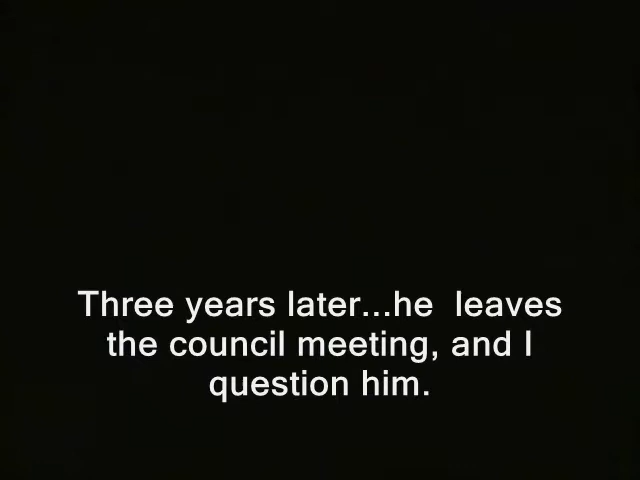 Three years later...he  leaves
the council meeting, and I
question him.